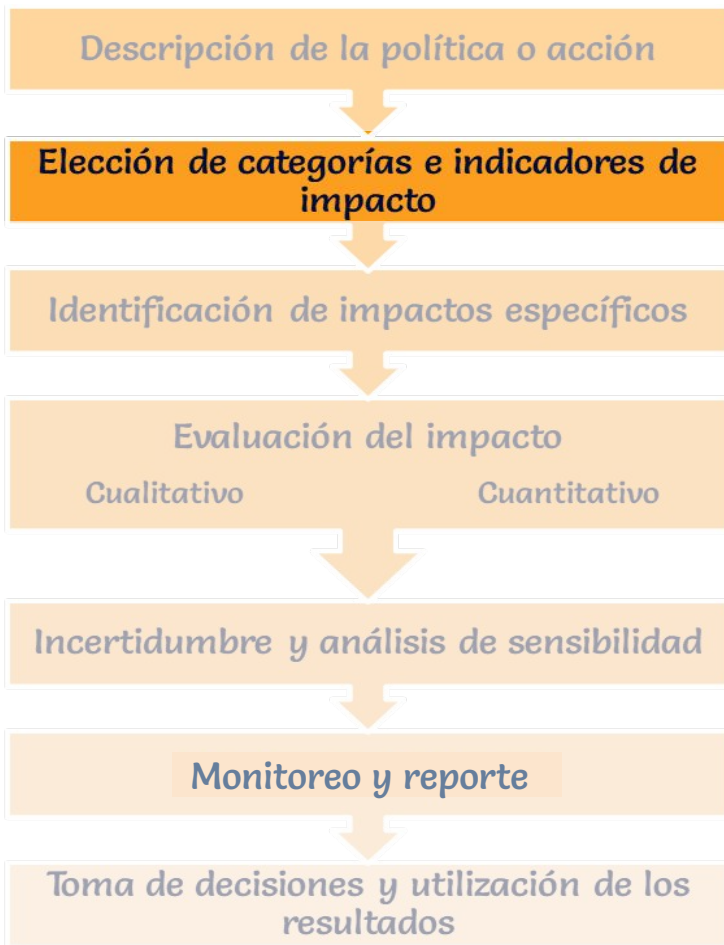 Descripción de la política o acción
Elección de categorías e indicadores de
impacto
Identificación de impactos específicos
Evaluación del impacto
Cualitativo Cuantitativo
Incertidumbre y análisis de sensibilidad
Monitoreo y reporte
Toma de decisiones y utilización de los
resultados